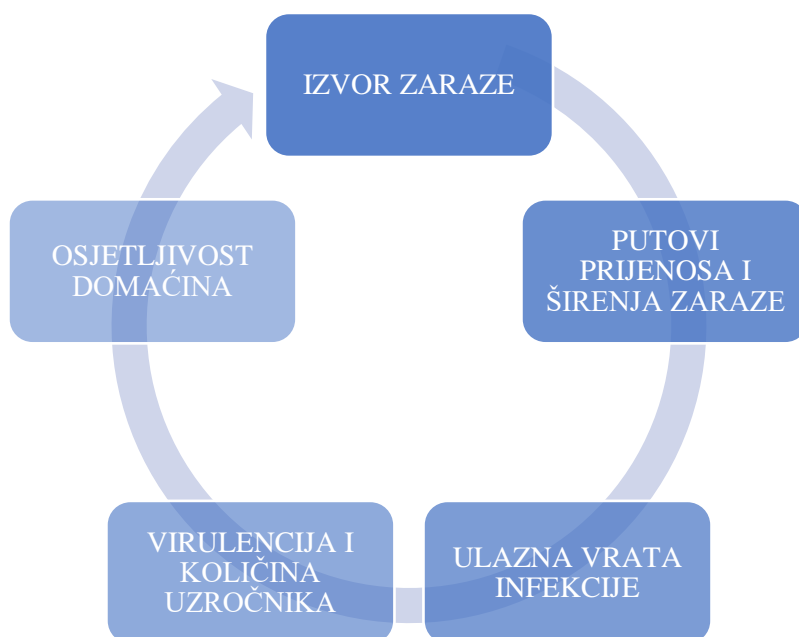 IZVOR ZARAZE
PUTOVI
PRIJENOSA I
ŠIRENJA ZARAZE
ULAZNA VRATA
INFEKCIJE
VIRULENCIJA I
KOLIČINA
UZROČNIKA
OSJETLJIVOST
DOMAĆINA